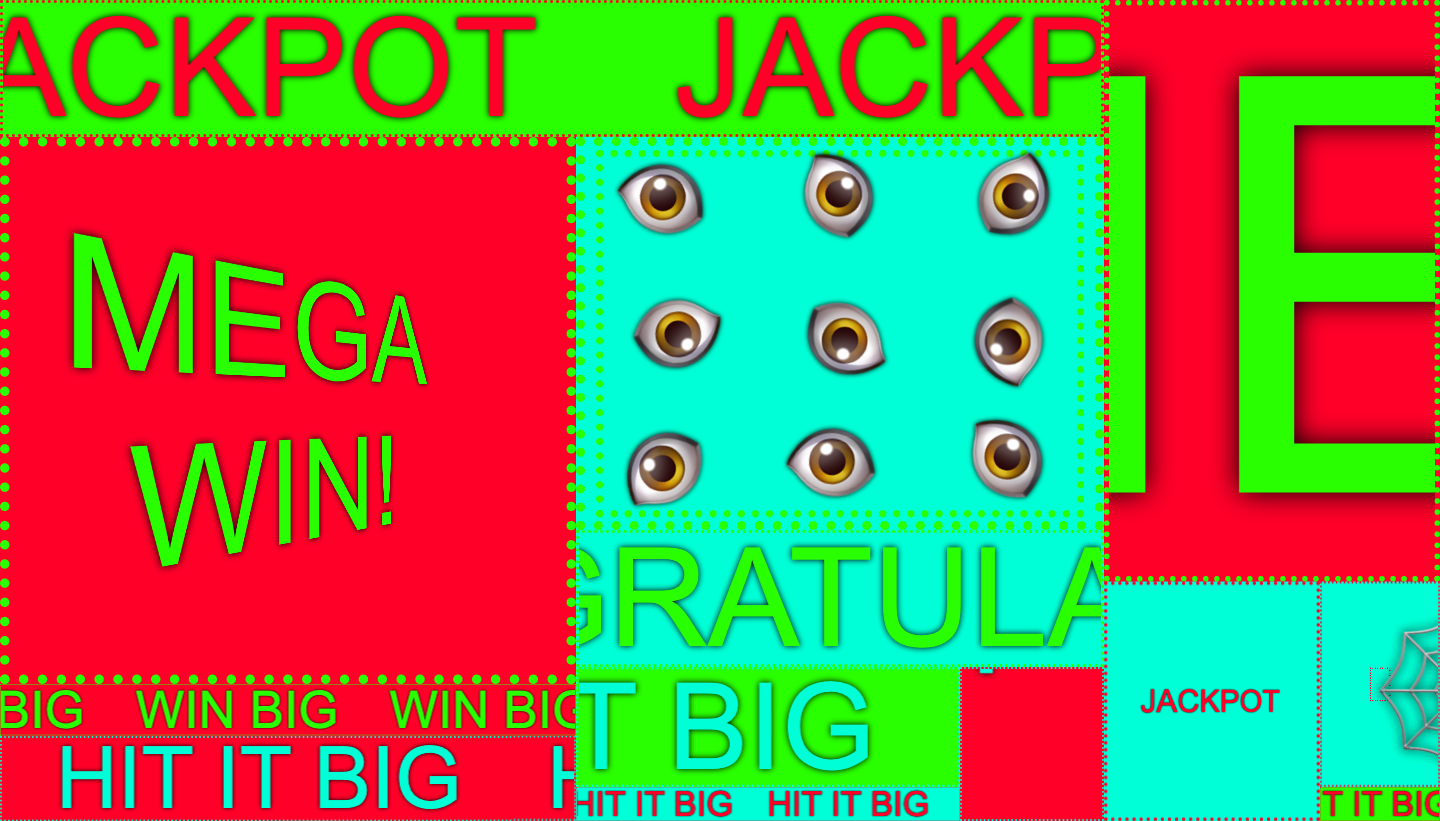 ACKPOT JACKP
E
MEGA
WIN!
GRATULA
BIG WIN BIG WIN BIG
T BIG
JACKPOT
HIT IT BIG H
HIT IT BIG HIT IT BIG
T IT BIG